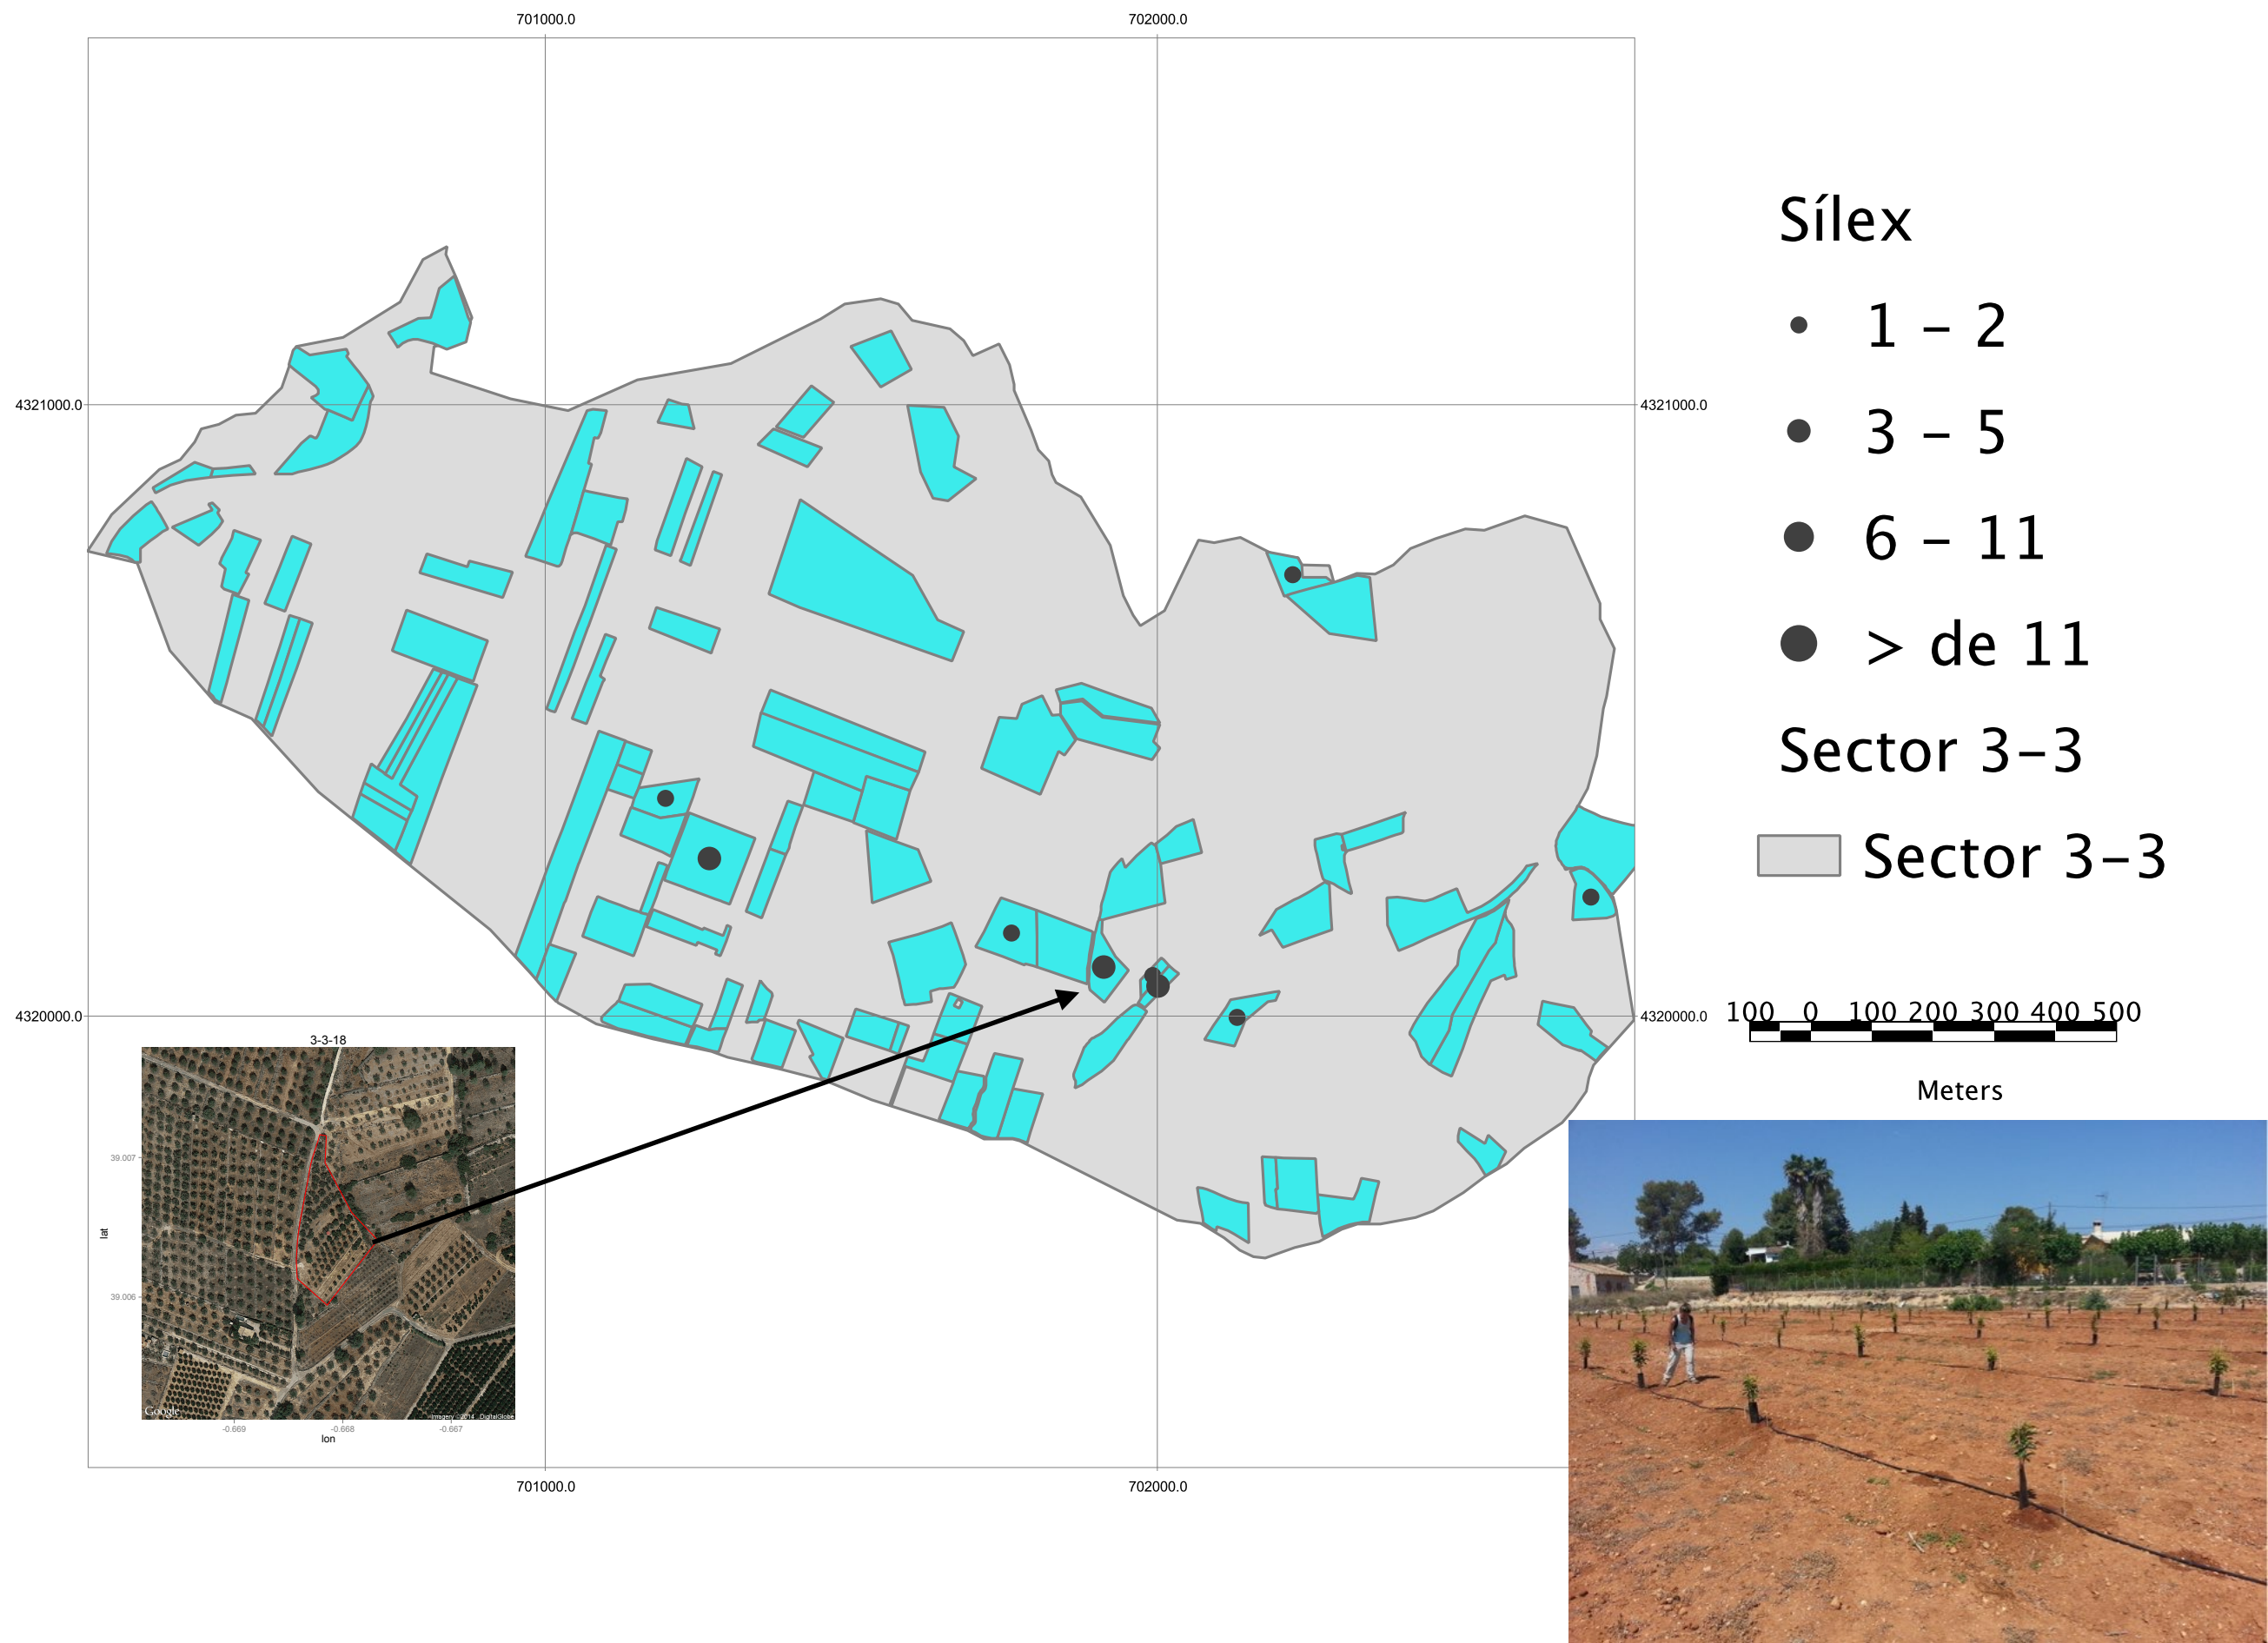 701000.0 702000.0
4321000.0 4321000.0
4320000.0 4320000.0
701000.0 702000.0
Sílex
1 – 2
3 – 5
6 – 11
> de 11
Sector 3–3
Sector 3–3
100 0 100 200 300 400 500
Meters
3-3-18
39.007
lat
39.006
Google
Imagery ©2014, DigitalGlobe
-0.669 -0.668 -0.667
lon